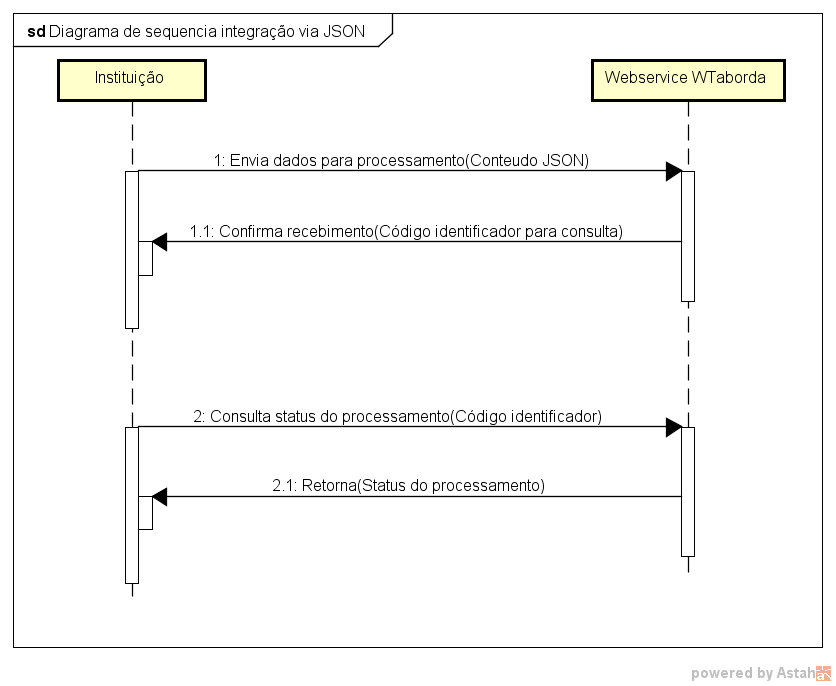 sd Diagrama de sequencia integração via JSON
Instituição
Webservice WTaborda
1: Envia dados para processamento(Conteudo JSON)
1.1: Confirma recebimento(Código identificador para consulta)
2: Consulta status do processamento(Código identificador)
2.1: Retorna(Status do processamento)
powered by Astah